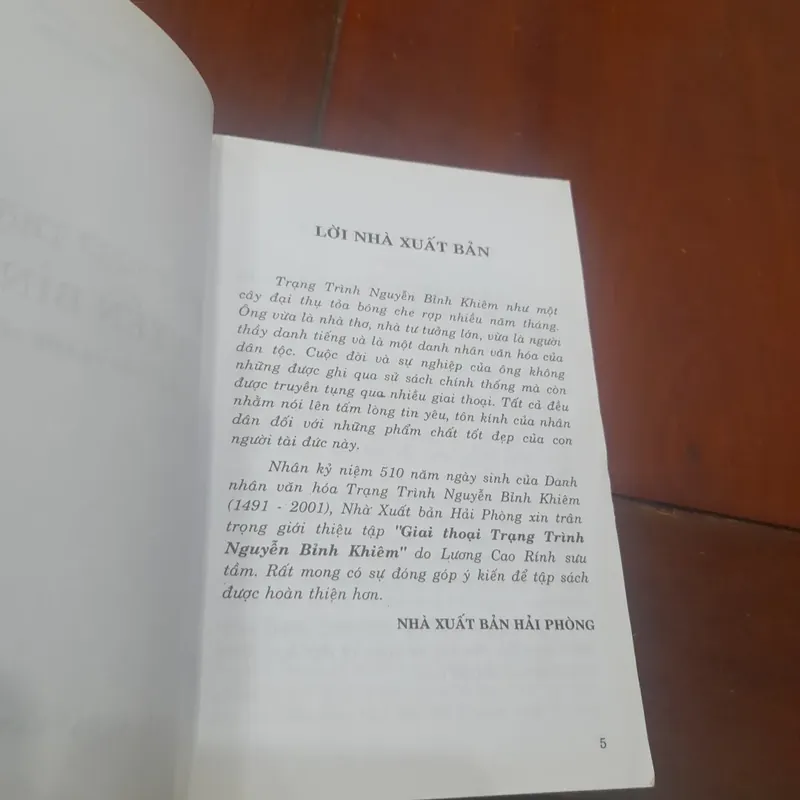 LỜI NHÀ XUẤT BẢN
Trạng Trình Nguyễn Bỉnh Khiêm như một
cây đại thụ tỏa bóng che rợp nhiều năm tháng.
Ông vừa là nhà thơ, nhà tư tưởng lớn, vừa là người
thầy danh tiếng và là một danh nhân văn hóa của
dân tộc. Cuộc đời và sự nghiệp của ông không
những được ghi qua sử sách chính thống mà còn
được truyền tụng qua nhiều giai thoại. Tất cả đều
nhằm nói lên tấm lòng tin yêu, tôn kính của nhân
dân đối với những phẩm chất tốt đẹp của con
người tài đức này.
Nhân kỷ niệm 510 năm ngày sinh của Danh
nhân văn hóa Trạng Trình Nguyễn Bỉnh Khiêm
(1491 - 2001), Nhà Xuất bản Hải Phòng xin trân
trọng giới thiệu tập "Giai thoại Trạng Trình
Nguyễn Bỉnh Khiêm" do Lương Cao Rính sưu
tầm. Rất mong có sự đóng góp ý kiến để tập sách
được hoàn thiện hơn.
NHÀ XUẤT BẢN HẢI PHÒNG
5